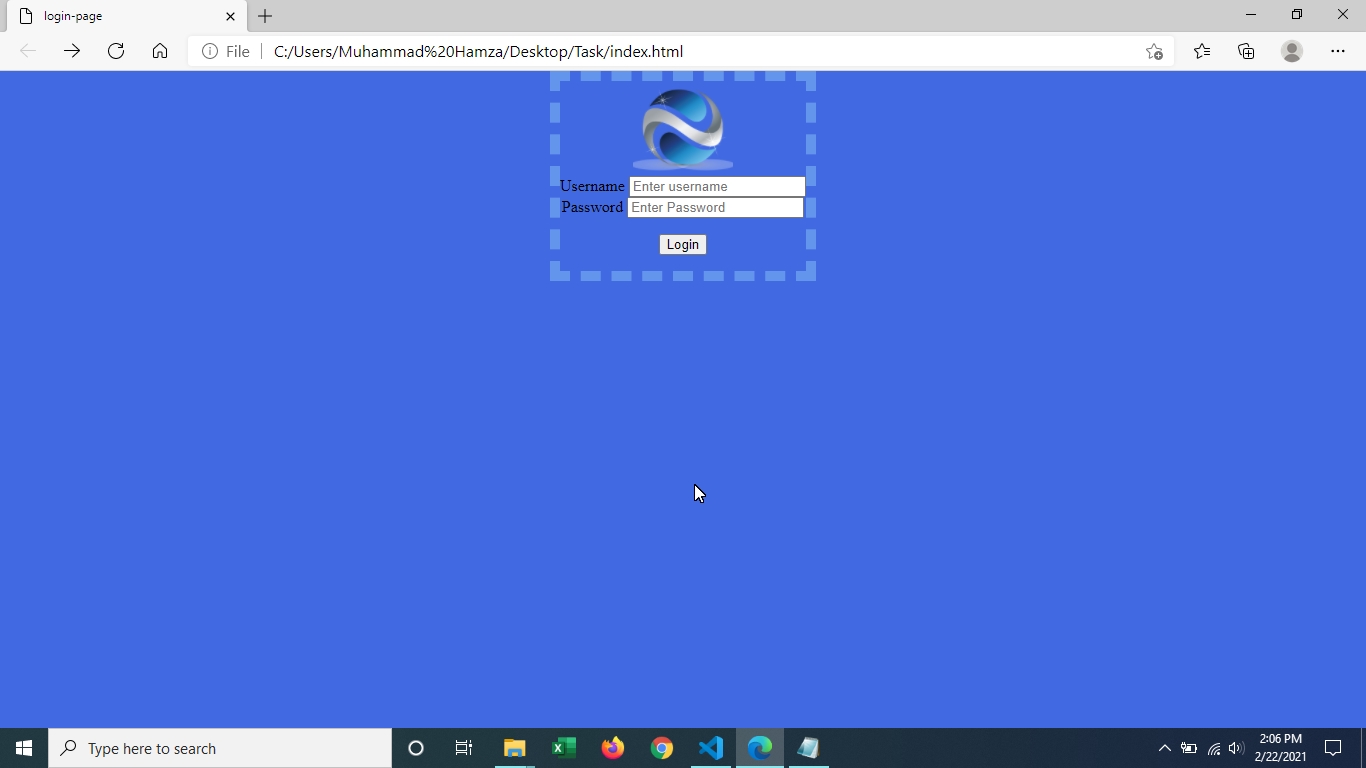 login-page
File
C:/Users/Muhammad%20Hamza/Desktop/Task/index.html
Username Enter username
Password Enter Password
Login
Type here to search
2:06 PM
2/22/2021